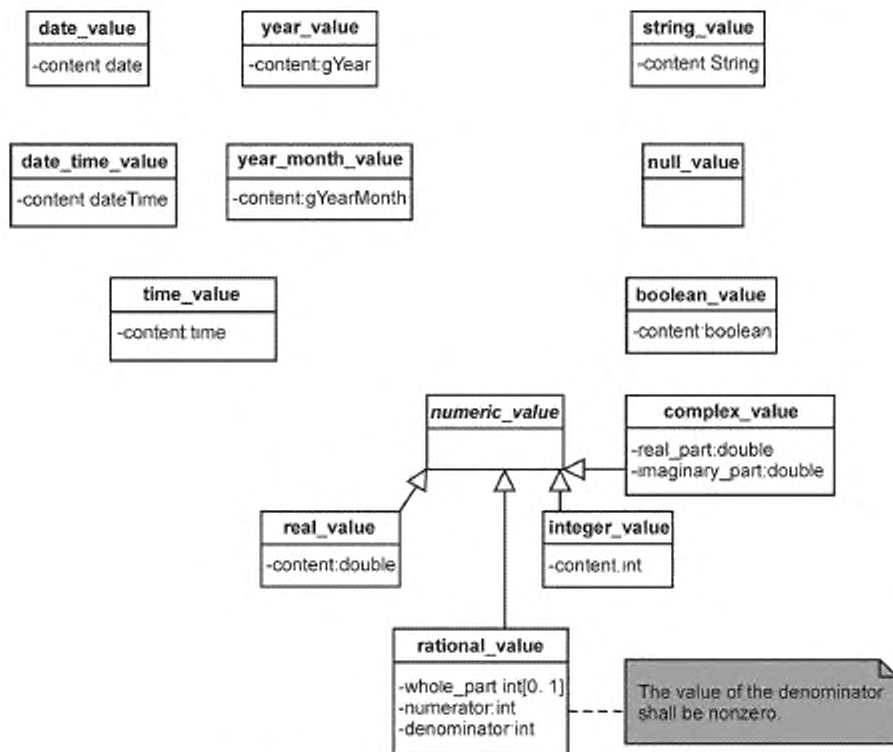 date_value
-content date
year_value
-content:gYear
string_value
-content String
date_time_value
-content dateTime
year_month_value
-content:gYearMonth
null_value
time_value
-content time
boolean_value
-content boolean
numeric_value
complex_value
-real_part:double
-imaginary_part:double
real_value
-content:double
integer_value
-content.int
rational_value
-whole_part int[0. 1]
-numerator:int
-denominator int
The value of the denominator
shall be nonzero.